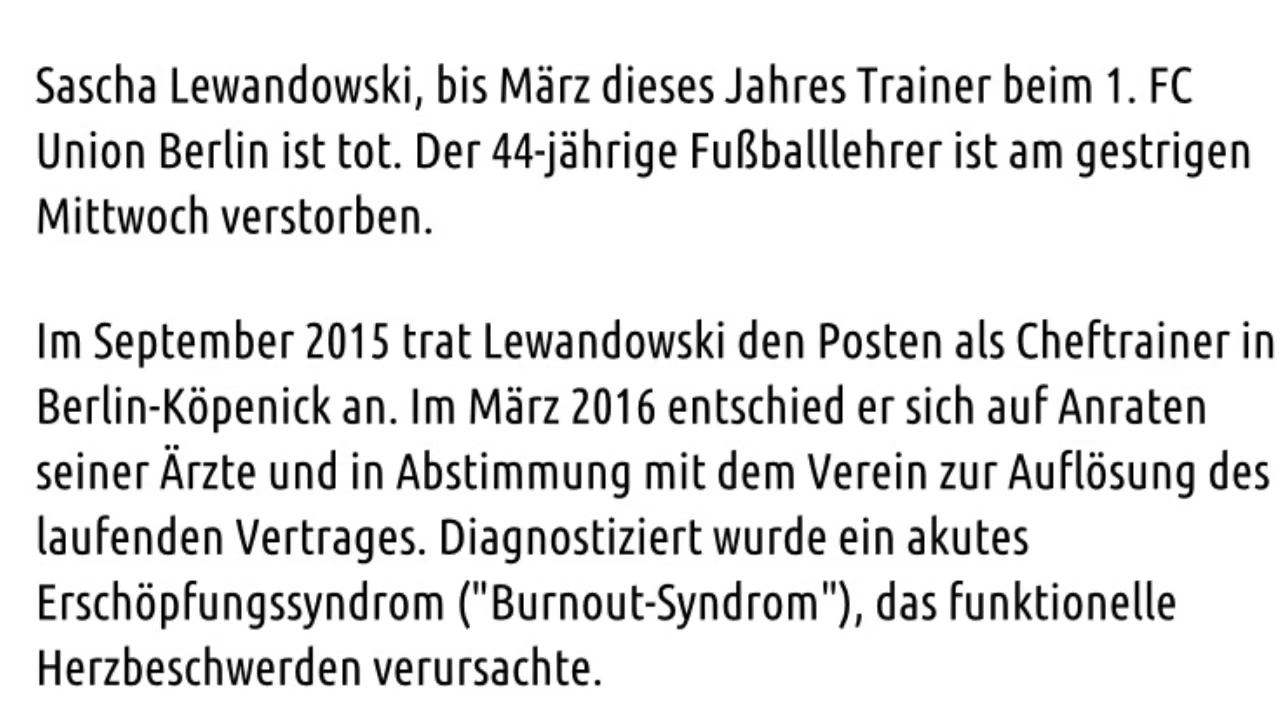 Sascha Lewandowski, bis März dieses Jahres Trainer beim 1. FC
Union Berlin ist tot. Der 44-jährige Fußballlehrer ist am gestrigen
Mittwoch verstorben.
Im September 2015 trat Lewandowski den Posten als Cheftrainer in
Berlin-Köpenick an. Im März 2016 entschied er sich auf Anraten
seiner Ärzte und in Abstimmung mit dem Verein zur Auflösung des
laufenden Vertrages. Diagnostiziert wurde ein akutes
Erschöpfungssyndrom ("Burnout-Syndrom"), das funktionelle
Herzbeschwerden verursachte.